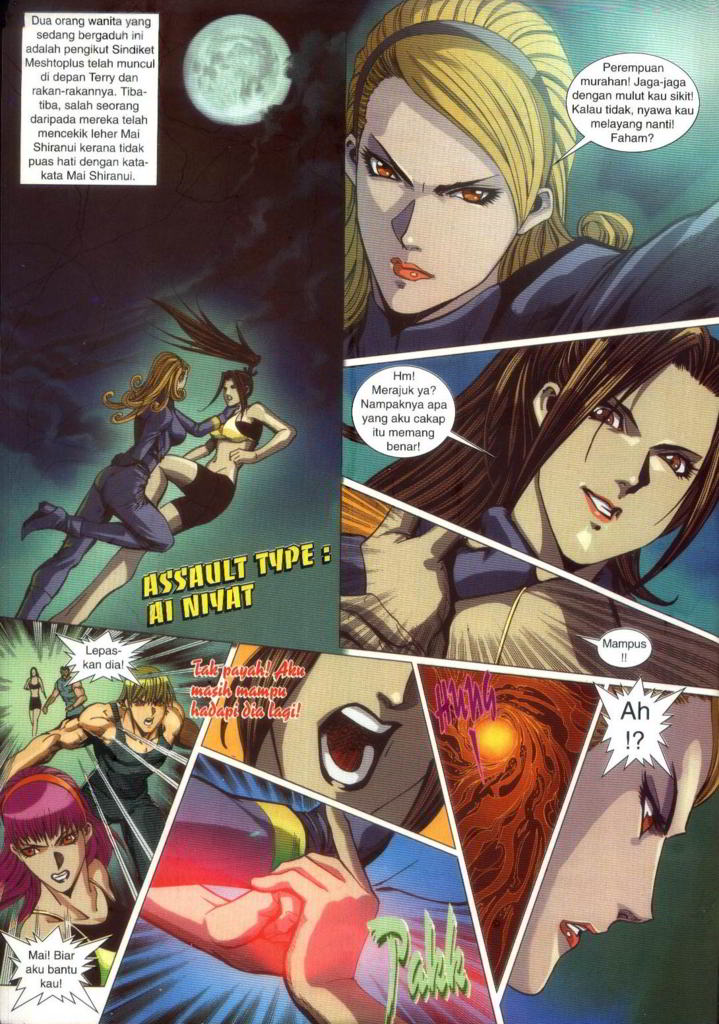 Dua orang wanita yang
sedang bergaduh ini
adalah pengikut Sindiket
Meshtoplus telah muncul
di depan Terry dan
rakan-rakannya. Tiba-
tiba, salah seorang
daripada mereka telah
mencekik leher Mai
Shiranui kerana tidak
puas hati dengan kata-
kata Mai Shiranui.
Perempuan
murahan! Jaga-jaga
dengan mulut kau sikit!
Kalau tidak, nyawa kau
melayang nanti!
Faham?
Hm!
Merajuk ya?
Nampaknya apa
yang aku cakap
itu memang
benar!
ASSAULT TYPE :
AI NIYAT
Mampus
!!
Lepas-
kan dia!
Tak payah! Aku
masih mampu
hadapi dia lagi!
HUNG
!
Ah
!?
Mai! Biar
aku bantu
kau!
Pakk